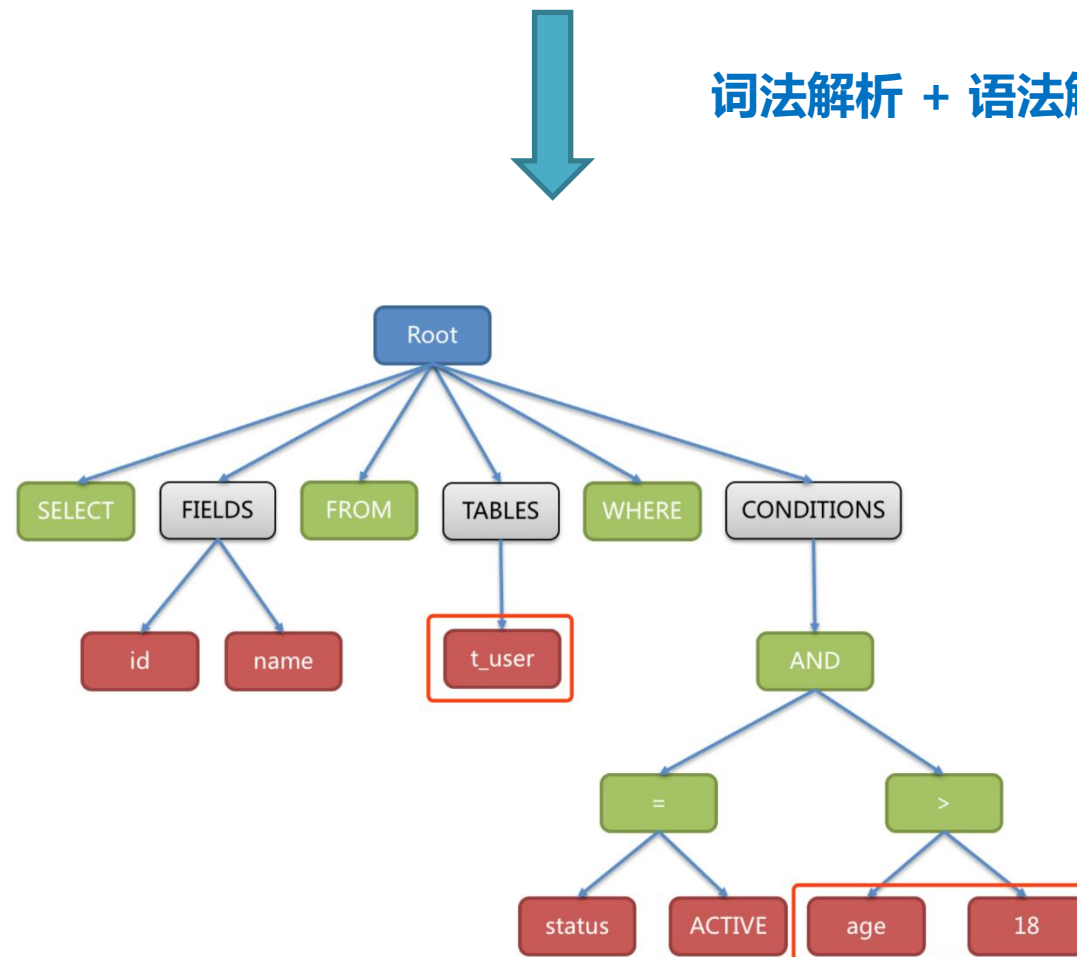 词法解析 + 语法
Root
SELECT FIELDS FROM TABLES WHERE CONDITIONS
id name t_user AND
= >
status ACTIVE age 18